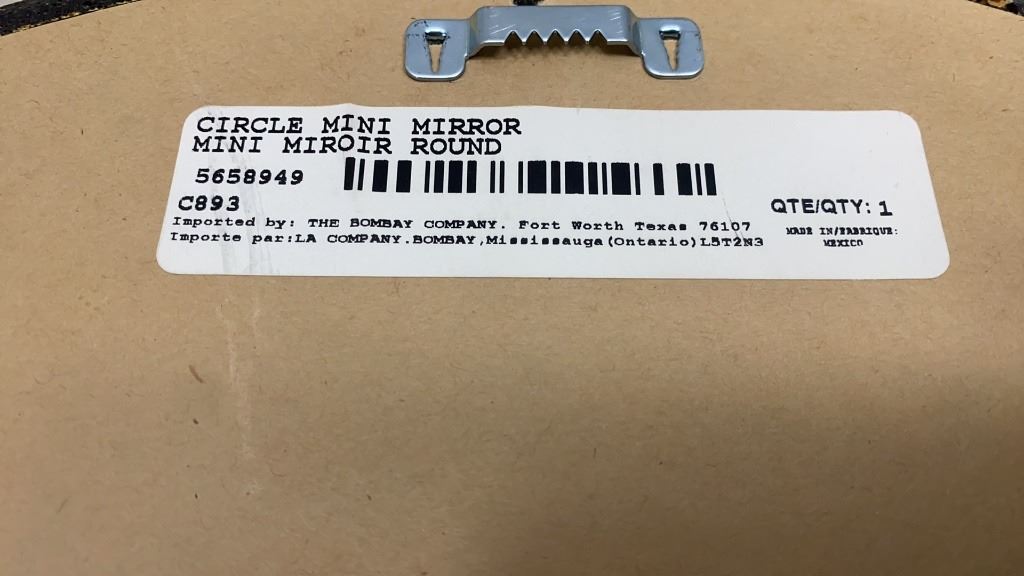 CIRCLE MINI MIRROR
MINI MIROIR ROUND
5658949
C893
QTE/QTY: 1
Imported by: THE BOMBAY COMPANY. Fort Worth Texas 76107
Importe par:LA COMPANY.BOMBAY,Mississauga(Ontario)L5T2N3
MADE IN/FABRIQUE:
MEXICO